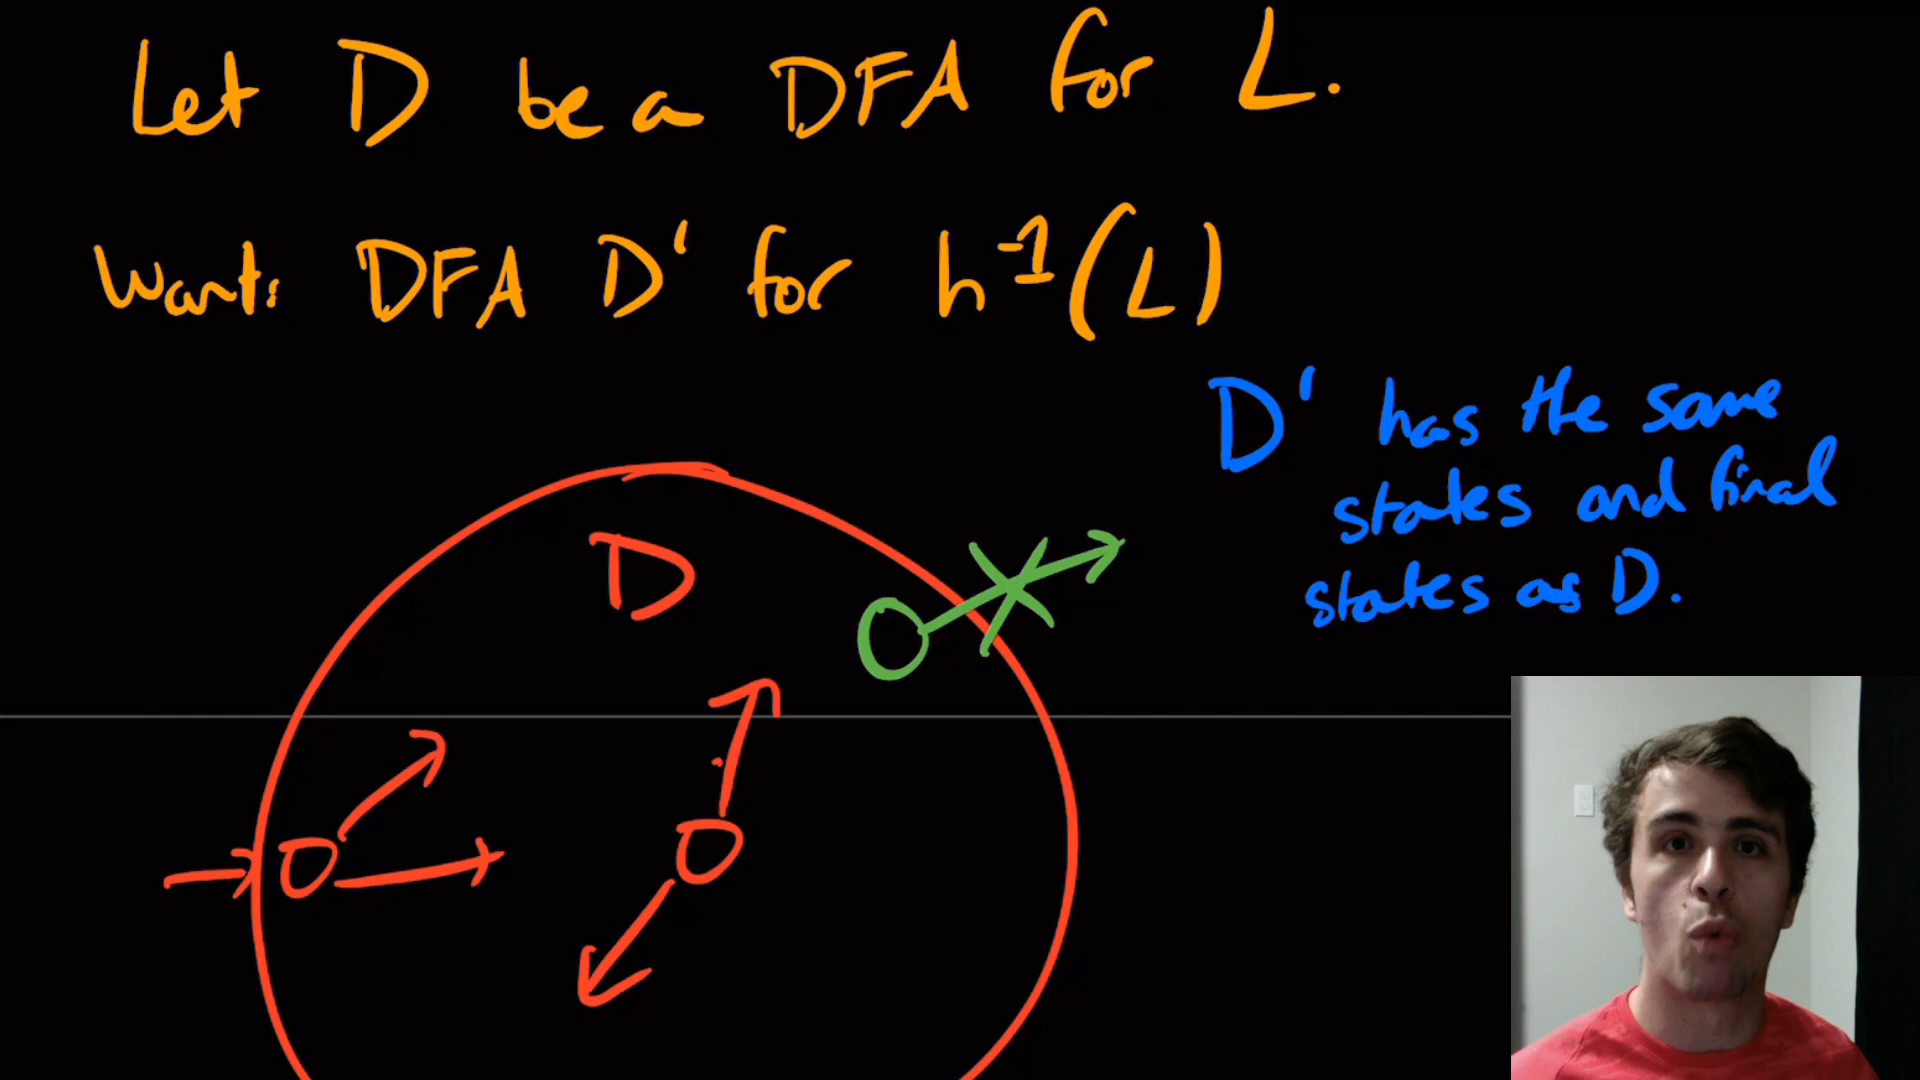 Let D be a DFA for L.
Want: DFA D' for h⁻¹(L)
D' has the same
states and final
states as D.
D